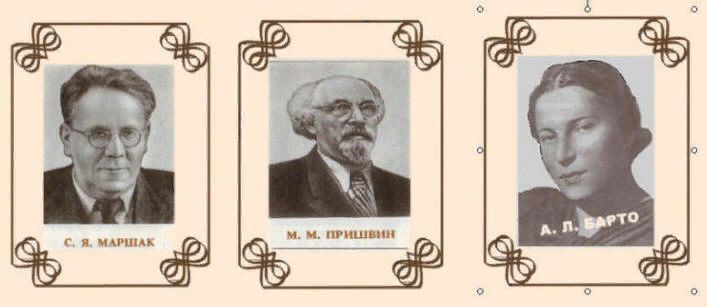 С. Я. МАРШАК
М. М. ПРИШВИН
А. Л. БАРТО